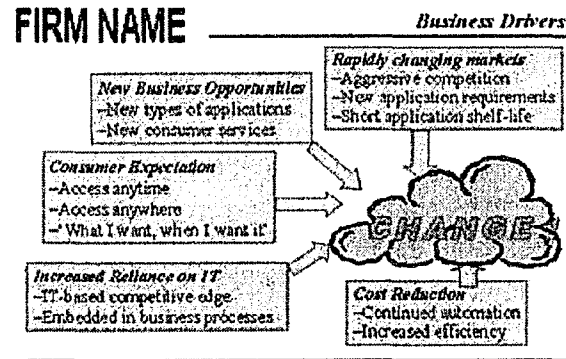 FIRM NAME
Business Drivers
Rapidly changing markets
–Aggressive competition
–New application requirements
–Short application shelf-life
New Business Opportunities
–New types of applications
–New consumer services
Consumer Expectation
–Access anytime
–Access anywhere
–"What I want, when I want it"
CHANGE
Increased Reliance on IT
–IT-based competitive edge
–Embedded in business processes
Cost Reduction
–Continued automation
–Increased efficiency